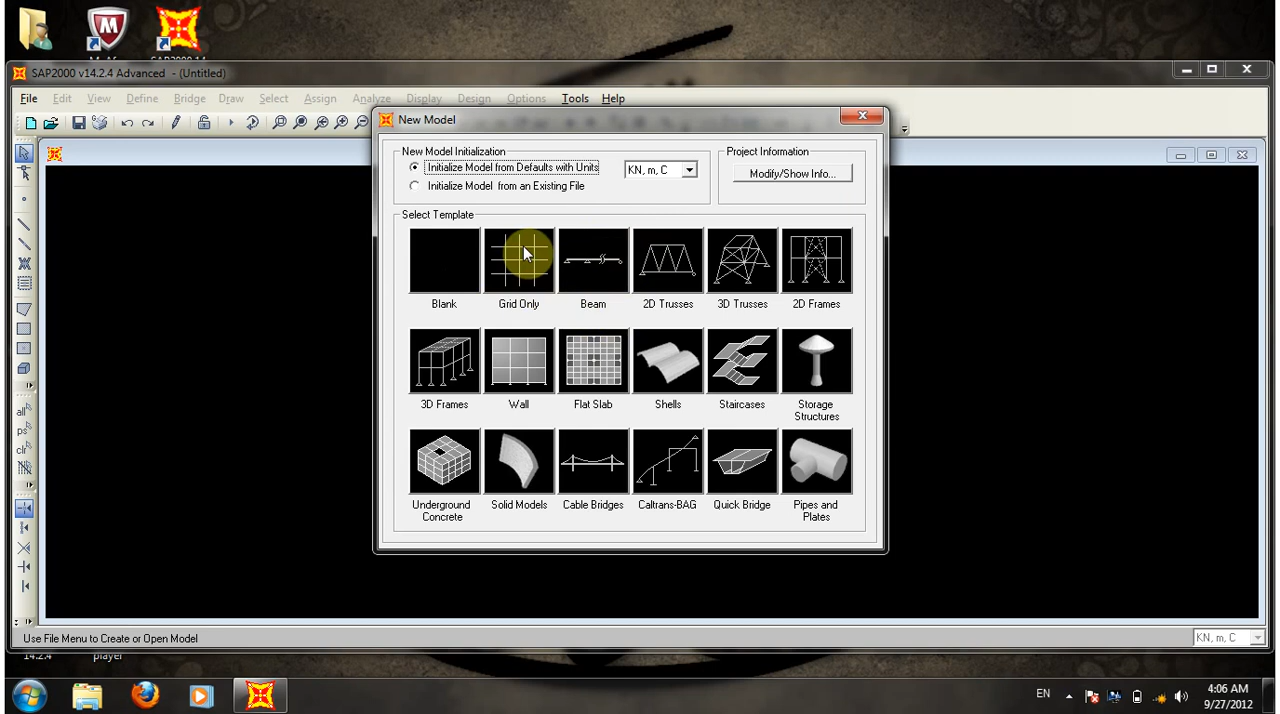 SAP2000 v14.2.4 Advanced - (Untitled)
File Edit View Define Bridge Draw Select Assign Analyze Display Design Options Tools Help
New Model
New Model Initialization
Initialize Model from Defaults with Units
KN, m, C
Initialize Model from an Existing File
Project Information
Modify/Show Info...
Select Template
Blank
Grid Only
Beam
2D Trusses
3D Trusses
2D Frames
3D Frames
Wall
Flat Slab
Shells
Staircases
Storage
Structures
Underground
Concrete
Solid Models
Cable Bridges
Caltrans-BAG
Quick Bridge
Pipes and
Plates
all
ps
clr
Use File Menu to Create or Open Model
KN, m, C
14.2.4
player
EN
4:06 AM
9/27/2012